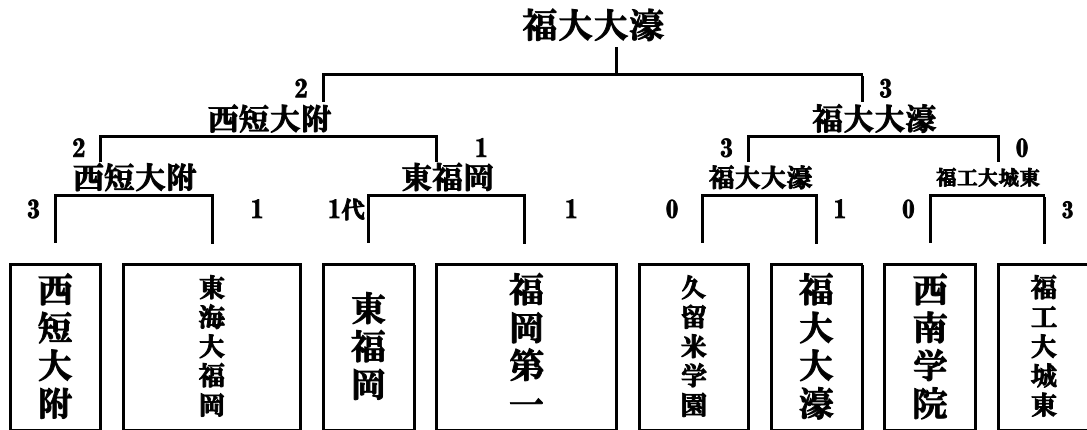 福大大濠
2 3
西短大附 福大大濠
2 1 3 0
西短大附 東福岡 福大大濠 福工大城東
3 1 1代 1 0 1 0 3
西短大附
東海大福岡
東福岡
福岡第一
久留米学園
福大大濠
西南学院
福工大城東